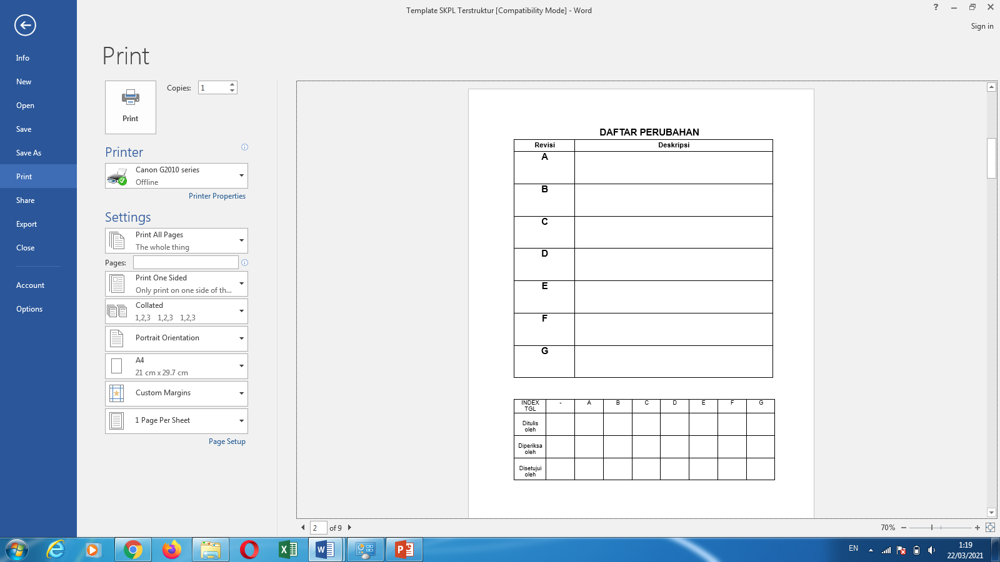 Template SKPL Terstruktur [Compatibility Mode] - Word
?
Sign in
Info
New
Open
Save
Save As
Print
Share
Export
Close
Account
Options
Print
Print
Copies: 1
Printer
Canon G2010 series
Offline
Printer Properties
Settings
Print All Pages
The whole thing
Pages:
Print One Sided
Only print on one side of th...
Collated
1,2,3 1,2,3 1,2,3
Portrait Orientation
A4
21 cm x 29.7 cm
Custom Margins
1 Page Per Sheet
Page Setup
DAFTAR PERUBAHAN
Revisi Deskripsi
A
B
C
D
E
F
G
INDEX - A B C D E F G
TGL
Ditulis
oleh
Diperiksa
oleh
Disetujui
oleh
2 of 9
70%
EN
1:19
22/03/2021